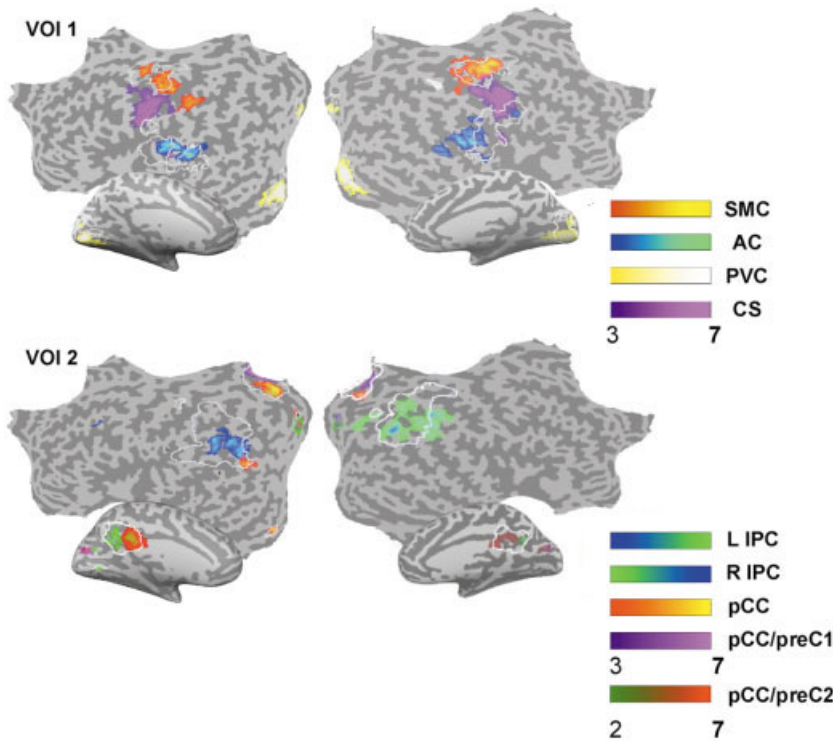 VOI 1
SMC
AC
PVC
CS
3 7
VOI 2
L IPC
R IPC
pCC
pCC/preC1
3 7
pCC/preC2
2 7